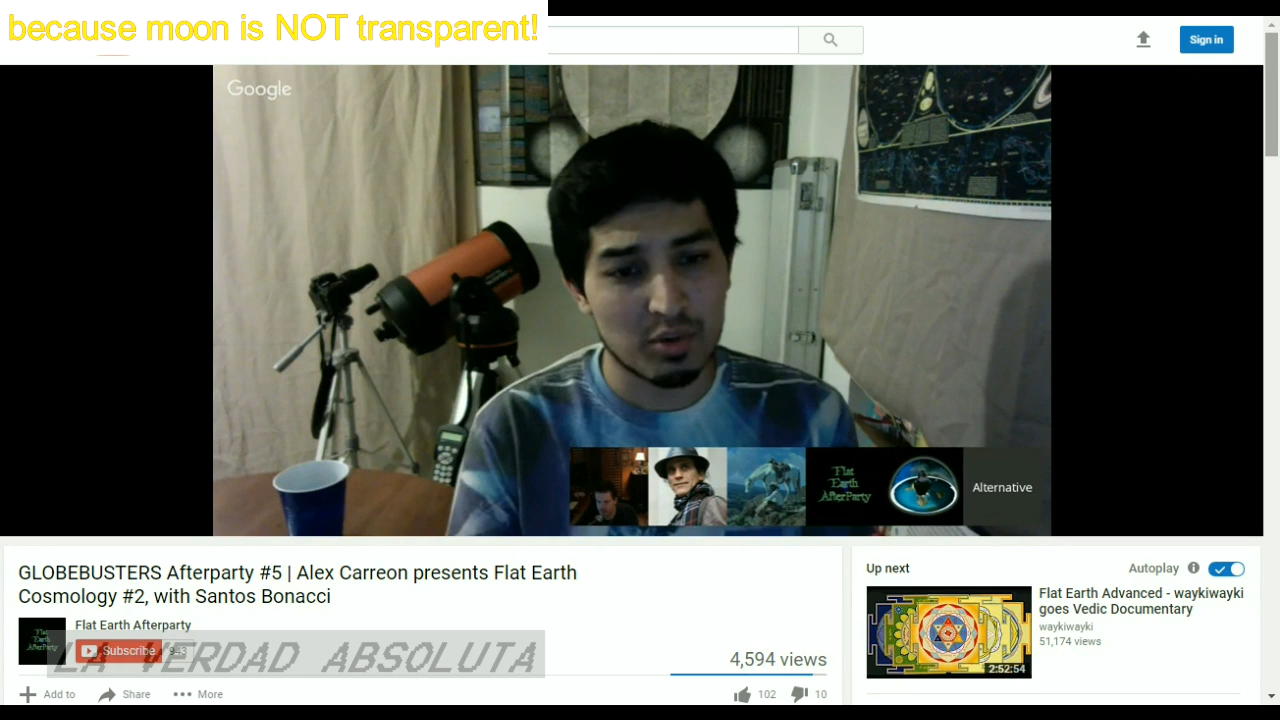 because moon is NOT transparent!
Sign in
Google
Flat
Earth
AfterParty
Alternative
GLOBEBUSTERS Afterparty #5 | Alex Carreon presents Flat Earth
Cosmology #2, with Santos Bonacci
Flat Earth Afterparty
Subscribe
LA VERDAD ABSOLUTA
4,594 views
Add to
Share
More
102
10
Up next
Autoplay
Flat Earth Advanced - waykiwayki
goes Vedic Documentary
waykiwayki
51,174 views
2:52:54